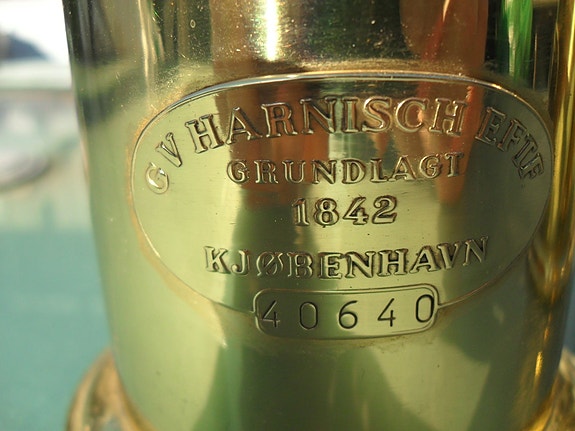 G V HARNISCH EFTF
GRUNDLAGT
1842
KJØBENHAVN
40640